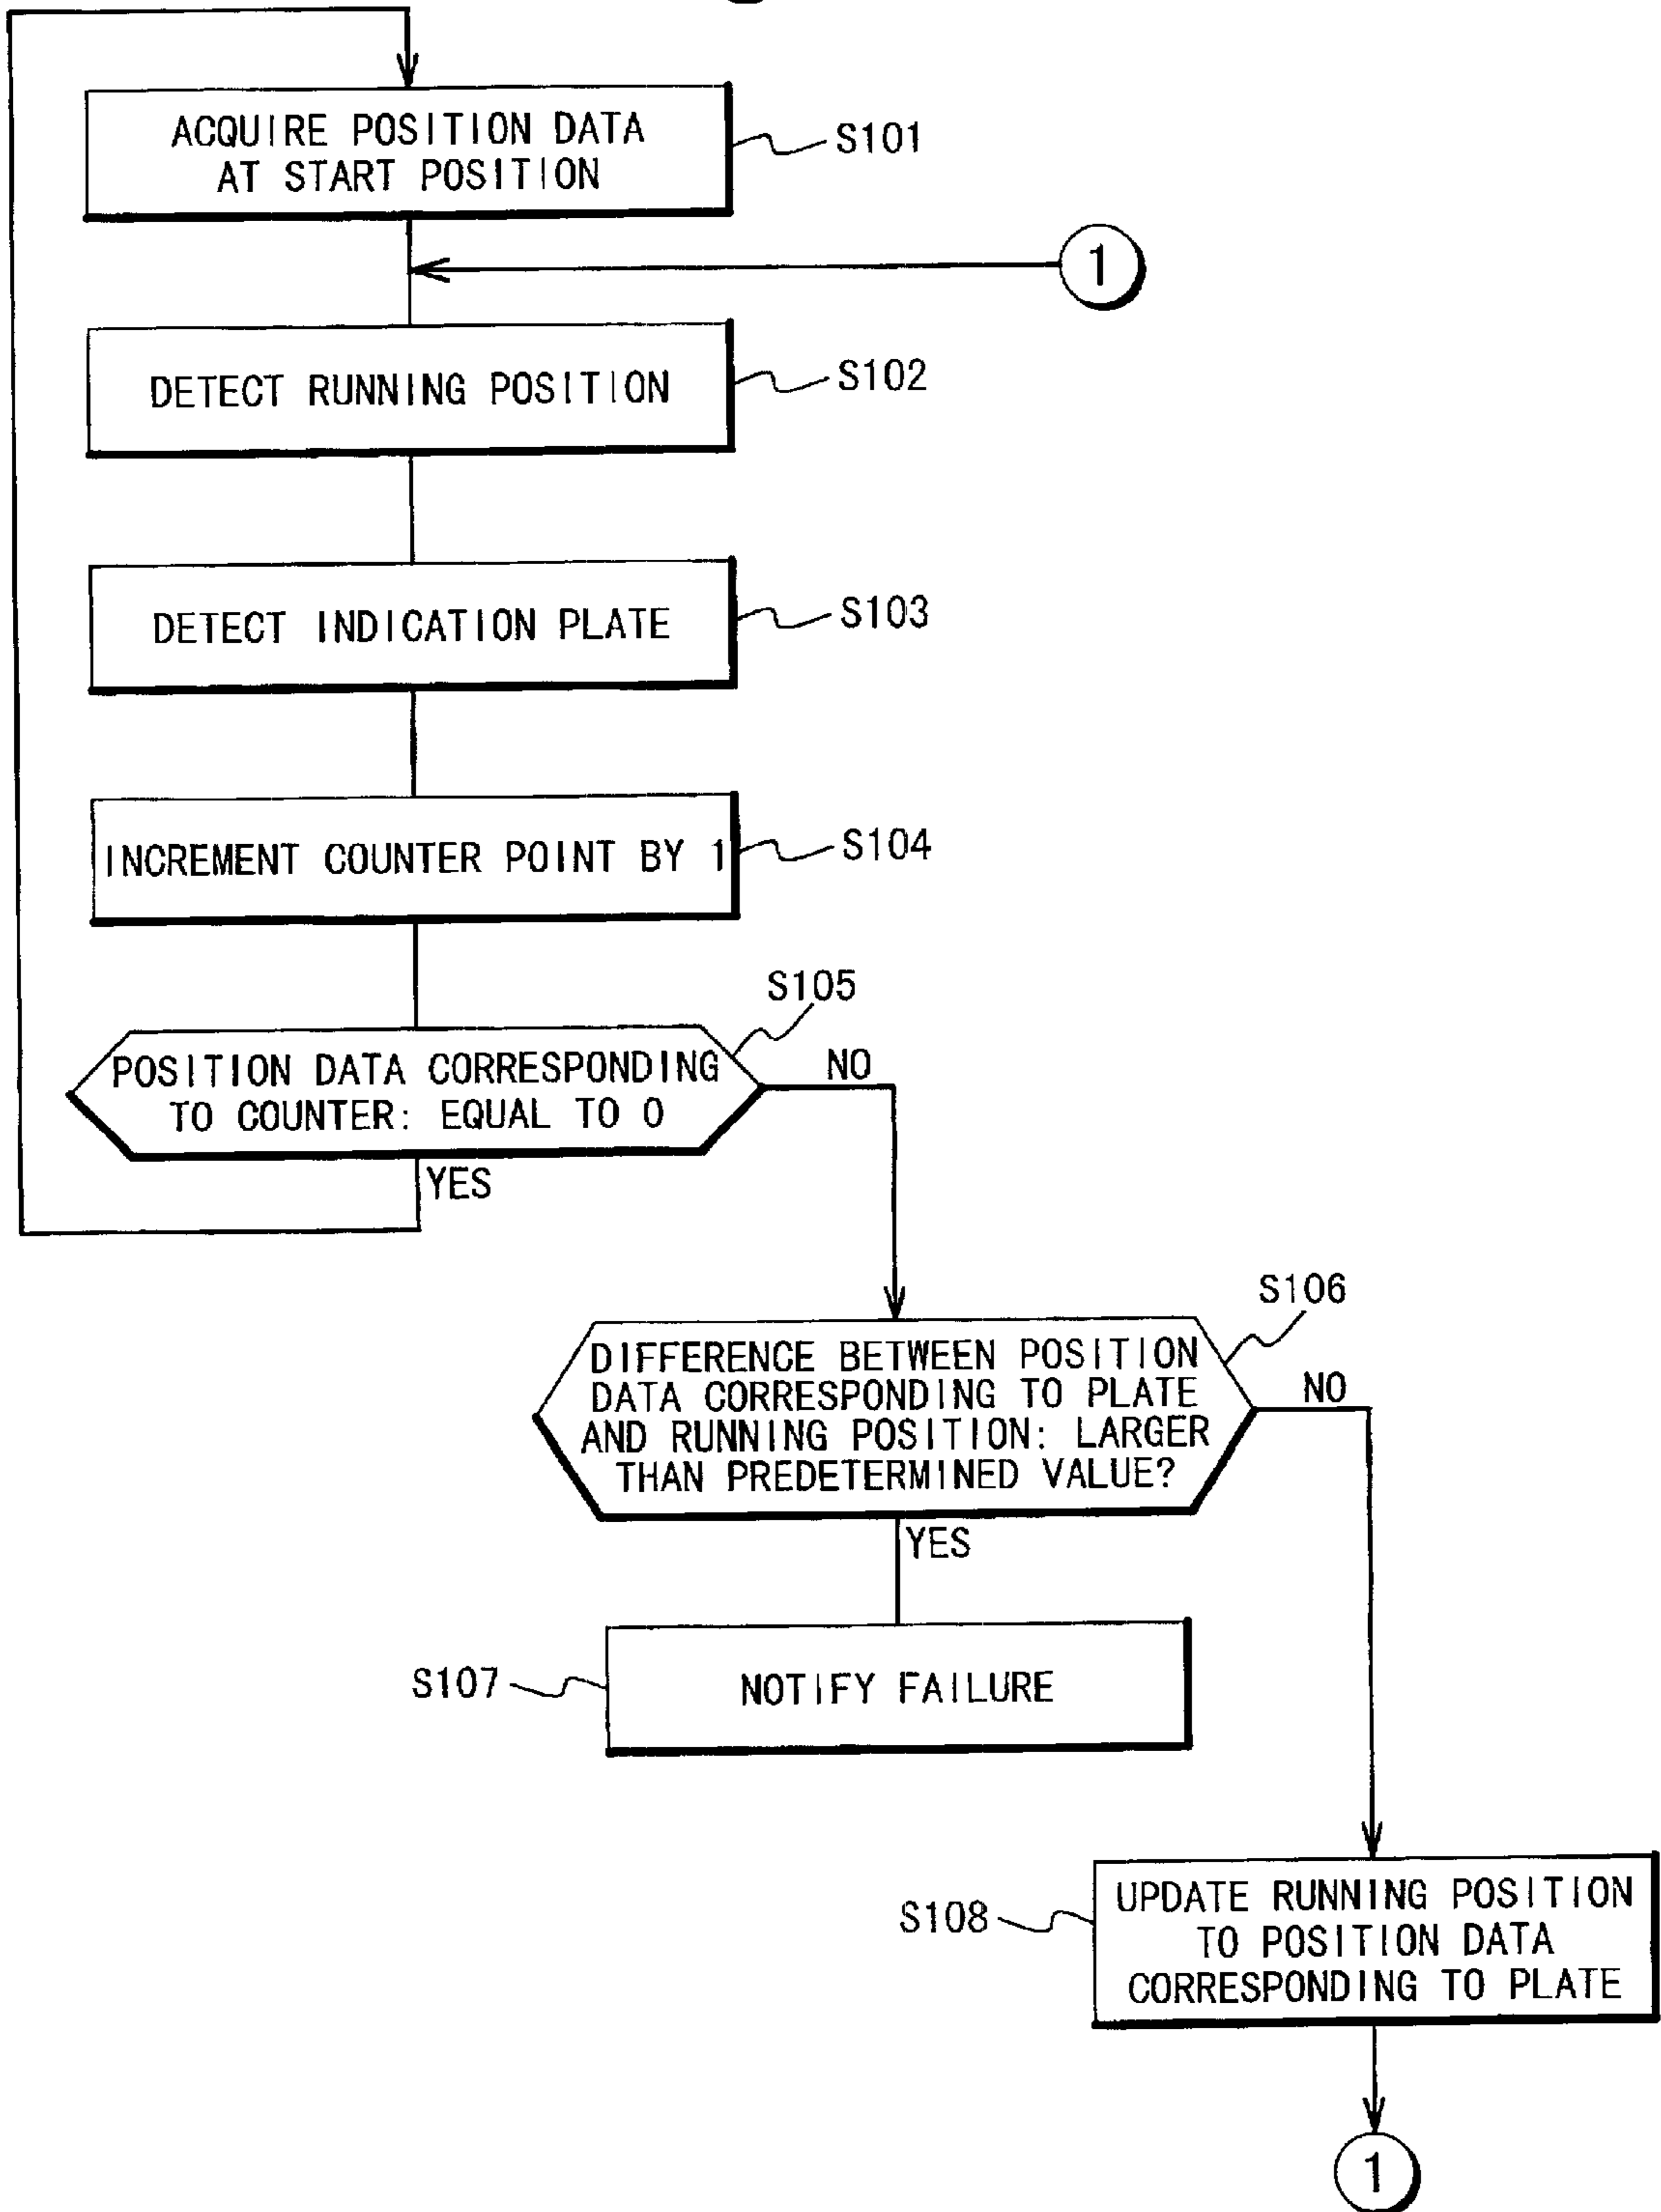 ACQUIRE POSITION DATA
AT START POSITION
S101
1
DETECT RUNNING POSITION
S102
DETECT INDICATION PLATE
S103
INCREMENT COUNTER POINT BY 1
S104
S105
POSITION DATA CORRESPONDING
TO COUNTER: EQUAL TO 0
NO
YES
S106
DIFFERENCE BETWEEN POSITION
DATA CORRESPONDING TO PLATE
AND RUNNING POSITION: LARGER
THAN PREDETERMINED VALUE?
NO
YES
S107
NOTIFY FAILURE
S108
UPDATE RUNNING POSITION
TO POSITION DATA
CORRESPONDING TO PLATE
1